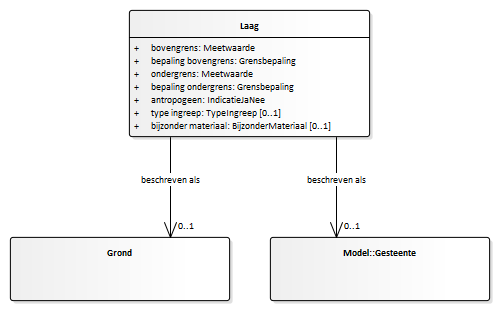 Laag
+ bovengrens: Meetwaarde
+ bepaling bovengrens: Grensbepaling
+ ondergrens: Meetwaarde
+ bepaling ondergrens: Grensbepaling
+ antropogeen: IndicatieJaNee
+ type ingreep: TypeIngreep [0..1]
+ bijzonder materiaal: BijzonderMateriaal [0..1]
beschreven als beschreven als
0..1 0..1
Grond Model::Gesteente